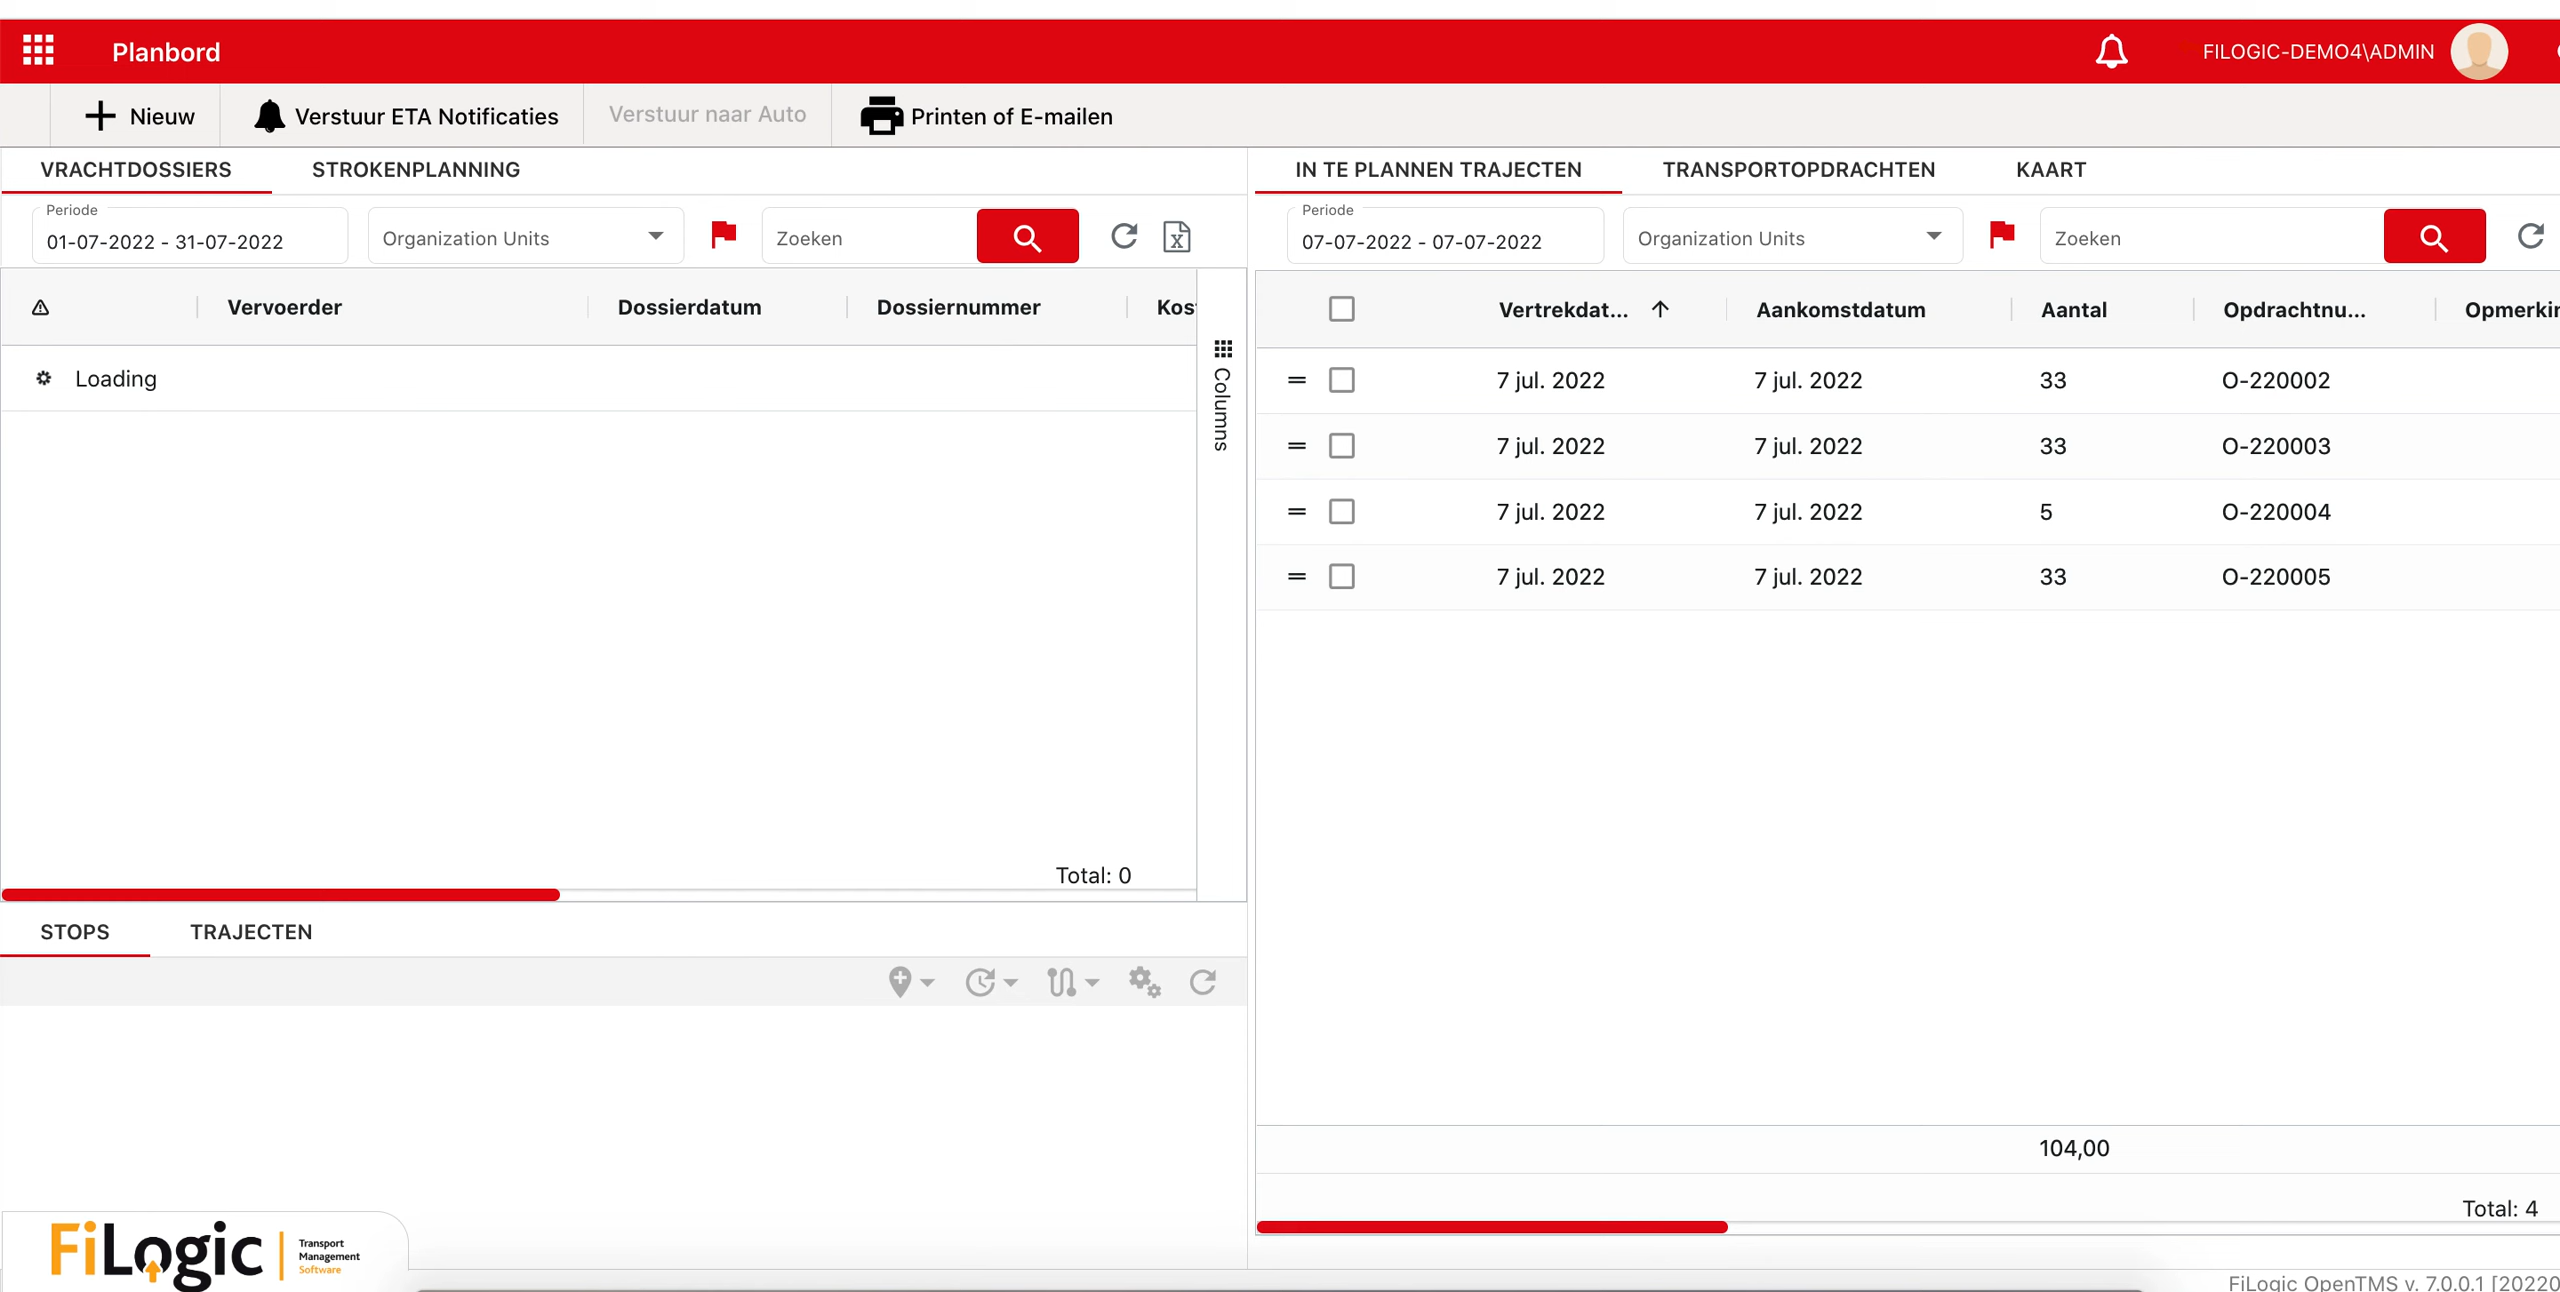 Planbord
FILOGIC-DEMO4\ADMIN
Nieuw
Verstuur ETA Notificaties
Verstuur naar Auto
Printen of E-mailen
VRACHTDOSSIERS
STROKENPLANNING
Periode
01-07-2022 - 31-07-2022
Organization Units
Zoeken
Vervoerder
Dossierdatum
Dossiernummer
Kos
Loading
Columns
Total: 0
STOPS
TRAJECTEN
IN TE PLANNEN TRAJECTEN
TRANSPORTOPDRACHTEN
KAART
Periode
07-07-2022 - 07-07-2022
Organization Units
Zoeken
Vertrekdat...
Aankomstdatum
Aantal
Opdrachtnu...
Opmerkin
7 jul. 2022 7 jul. 2022 33 O-220002
7 jul. 2022 7 jul. 2022 33 O-220003
7 jul. 2022 7 jul. 2022 5 O-220004
7 jul. 2022 7 jul. 2022 33 O-220005
104,00
Total: 4
FiLogic
Transport
Management
Software
FiLogic OpenTMS v. 7.0.0.1 [20220